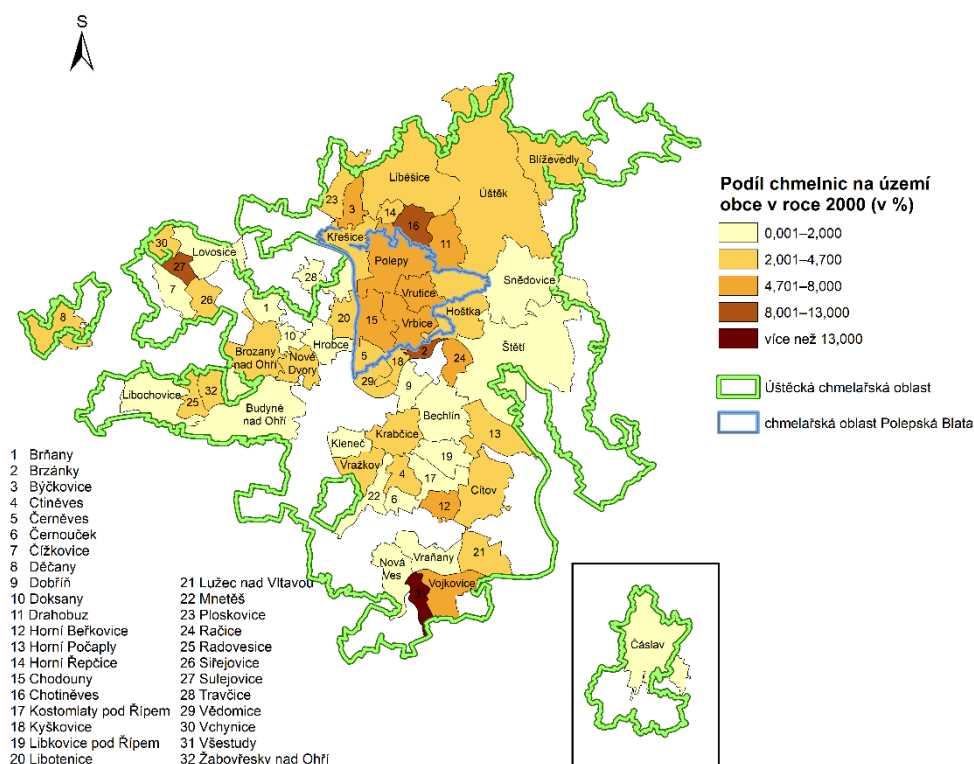 S
Blíževedly
Liběšice
Úštěk
23
3
14
16
11
Křešice
Polepy
30
Lovosice
27
7
26
28
Snědovice
8
1
20
15
Vrutice
Hoštka
Vrbice
10
Hrobce
2
5
18
24
Štětí
Brozany
nad Ohří
Nové
Dvory
29
9
Libochovice
25
32
Budyně
nad Ohří
Bechlín
Krabčice
13
Kleneč
19
Vražkov
4
17
Cítov
22
6
12
Nová
Ves
Vraňany
21
31
Vojkovice
Čáslav
Podíl chmelnic na území
obce v roce 2000 (v %)
0,001–2,000
2,001–4,700
4,701–8,000
8,001–13,000
více než 13,000
Úštěcká chmelařská oblast
chmelařská oblast Polepská Blata
1 Brňany
2 Brzánky
3 Býčkovice
4 Ctiněves
5 Černěves
6 Černouček
7 Čížkovice
8 Děčany
9 Dobříň
10 Doksany
11 Drahobuz
12 Horní Beřkovice
13 Horní Počaply
14 Horní Řepčice
15 Chodouny
16 Chotiněves
17 Kostomlaty pod Řípem
18 Kyškovice
19 Libkovice pod Řípem
20 Libotenice
21 Lužec nad Vltavou
22 Mnetěš
23 Ploskovice
24 Račice
25 Radovesice
26 Siřejovice
27 Sulejovice
28 Travčice
29 Vědomice
30 Vchynice
31 Všestudy
32 Žabovřesky nad Ohří